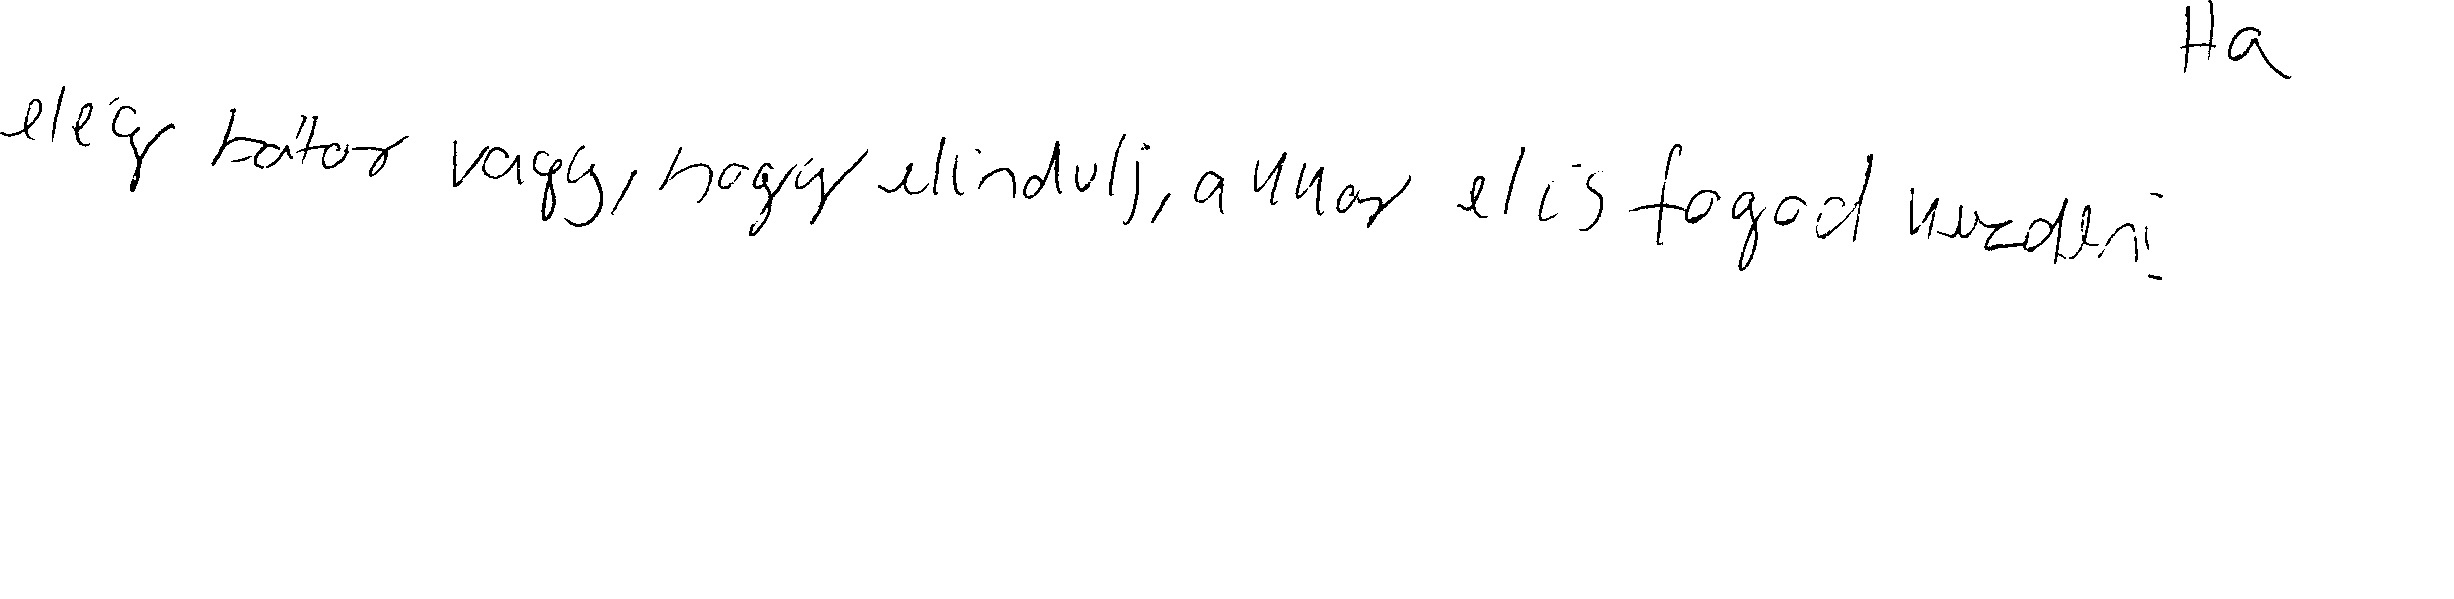 Ha
elég bátor vagy, hogy elindulj, akkor el is fogod kezdeni.